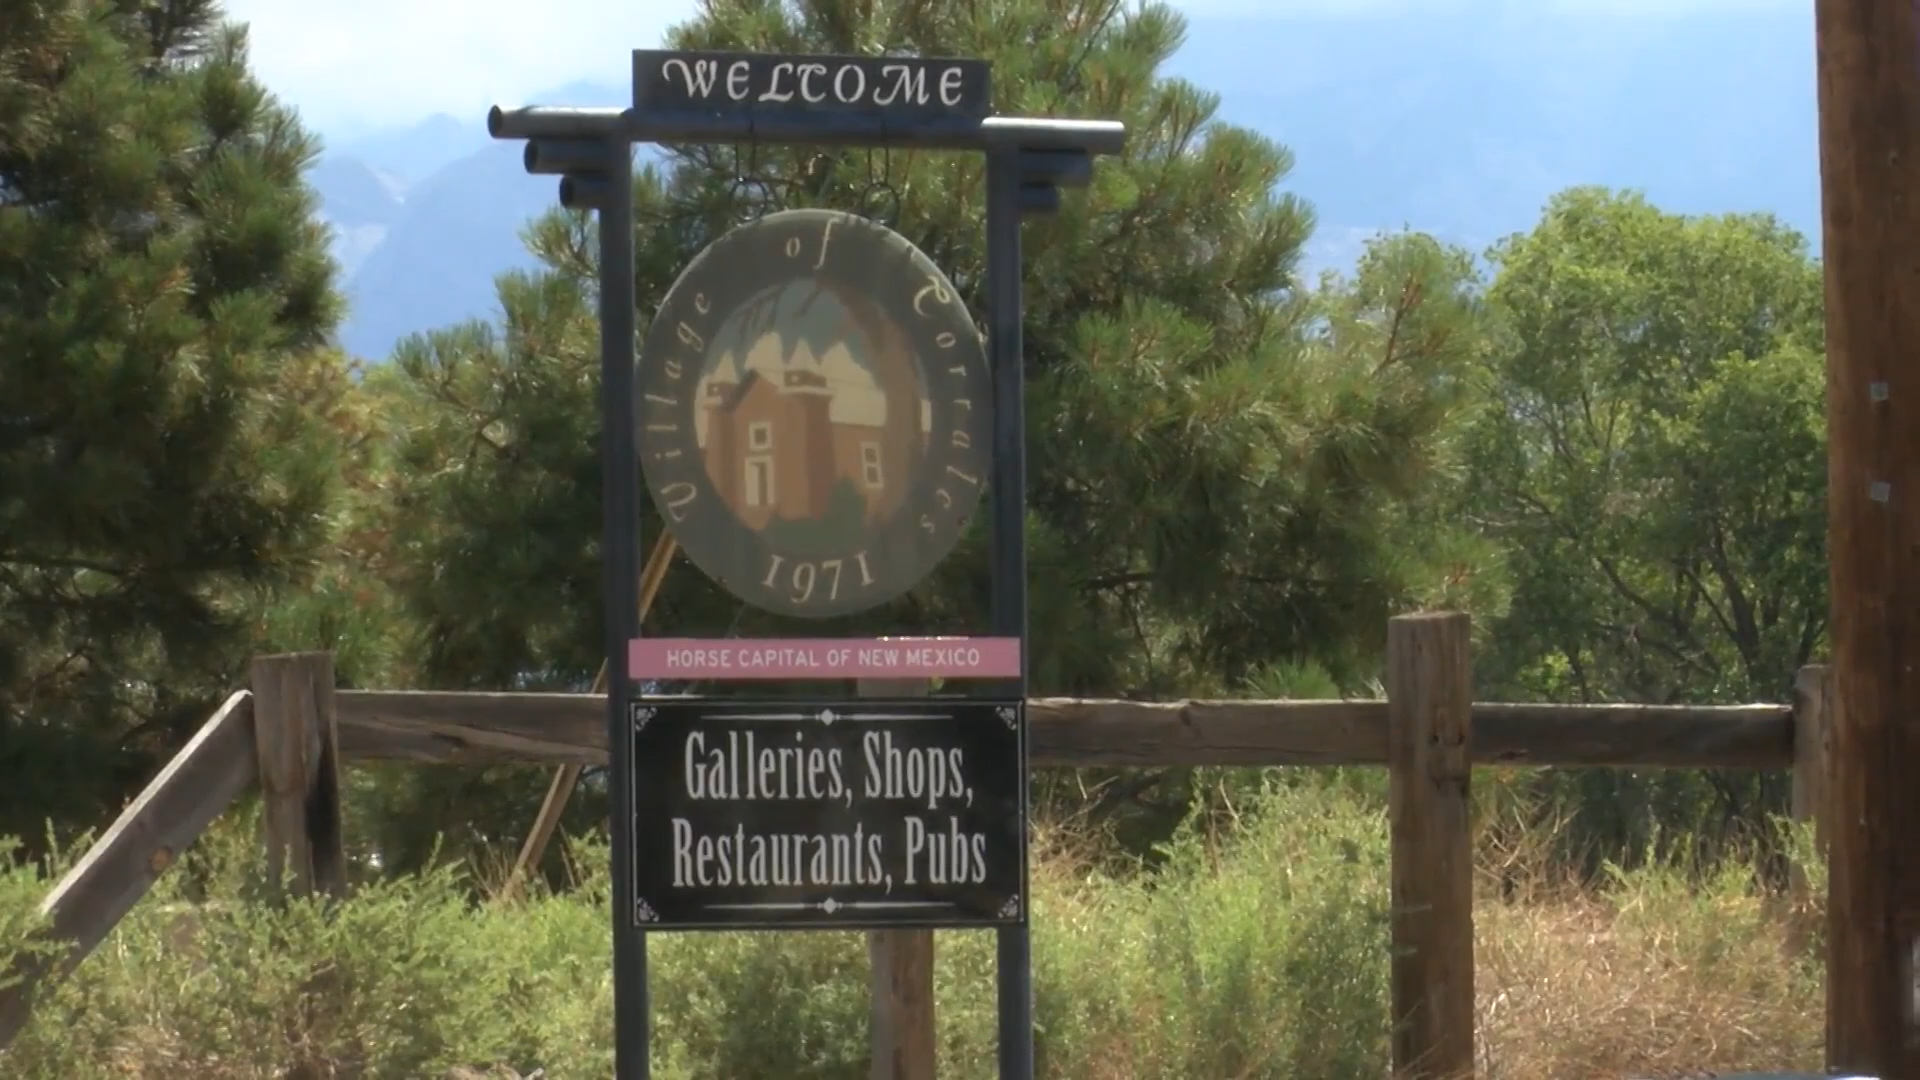 WELCOME
Village of Corrales
1971
HORSE CAPITAL OF NEW MEXICO
Galleries, Shops,
Restaurants, Pubs